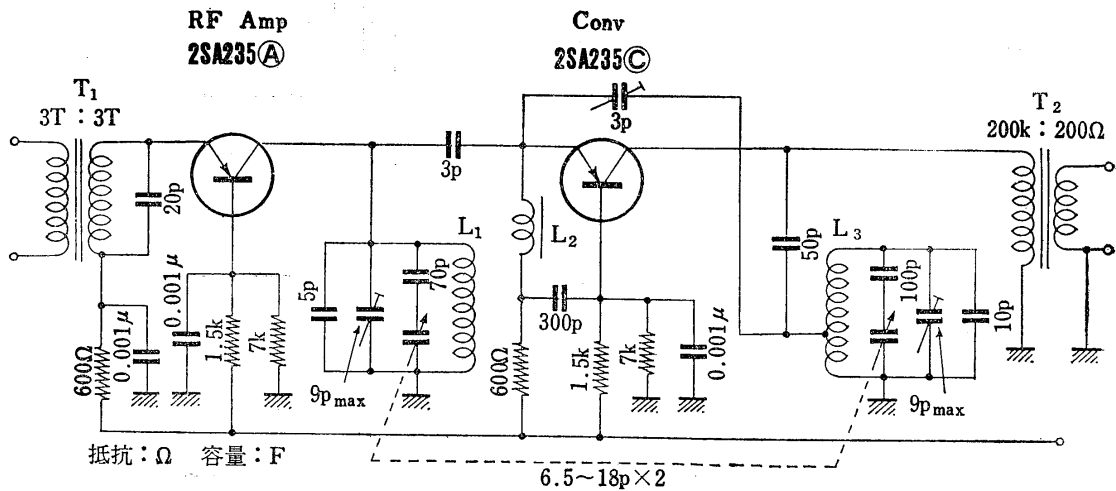 RF Amp
2SA235Ⓐ
Conv
2SA235Ⓒ
T₁
3T : 3T
20p
0.001μ
600Ω
0.001μ
1.5k
7k
5p
9pmax
70p
L₁
3p
3p
L₂
300p
600Ω
1.5k
7k
0.001μ
50p
L₃
100p
9pmax
10p
T₂
200k : 200Ω
抵抗:Ω 容量:F
6.5~18p×2